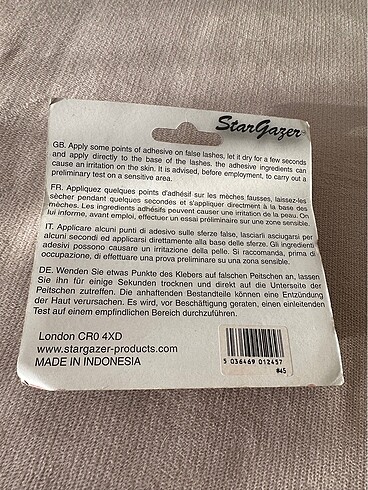 StarGazer
GB. Apply some points of adhesive on false lashes, let it dry for a few seconds
and apply directly to the base of the lashes. the adhesive ingredients can
cause an irritation on the skin. It is advised, before employment, to carry out a
preliminary test on a sensitive area.
FR. Appliquez quelques points d'adhésif sur les mèches fausses, laissez-les
sécher pendant quelques secondes et s'appliquer directement à la base des
mèches. Les ingrédients adhésifs peuvent causer une irritation de la peau. On
lui informe, avant emploi, effectuer un essai preliminaire sur une zone sensible.
IT. Applicare alcuni punti di adesivo sulle sferze false, lasciarli asciugarsi per
alcuni secondi ed applicarsi direttamente alla base delle sferze. Gli ingredienti
adesivi possono causare un irritazione della pelle. Si raccomanda, prima di
occupazione, di effettuare una prova preliminare su una zona sensible.
DE. Wenden Sie etwas Punkte des Klebers auf falschen Peitschen an, lassen
Sie ihn für einige Sekunden trocknen und direkt auf die Unterseite der
Peitschen zutreffen. Die anhaftenden Bestandteile können eine Entzündung
der Haut verursachen. Es wird, vor Beschäftigung geraten, einen einleitenden
Test auf einem empfindlichen Bereich durchzuführen.
London CR0 4XD
www.stargazer-products.com
MADE IN INDONESIA
5 036469 012457
#45